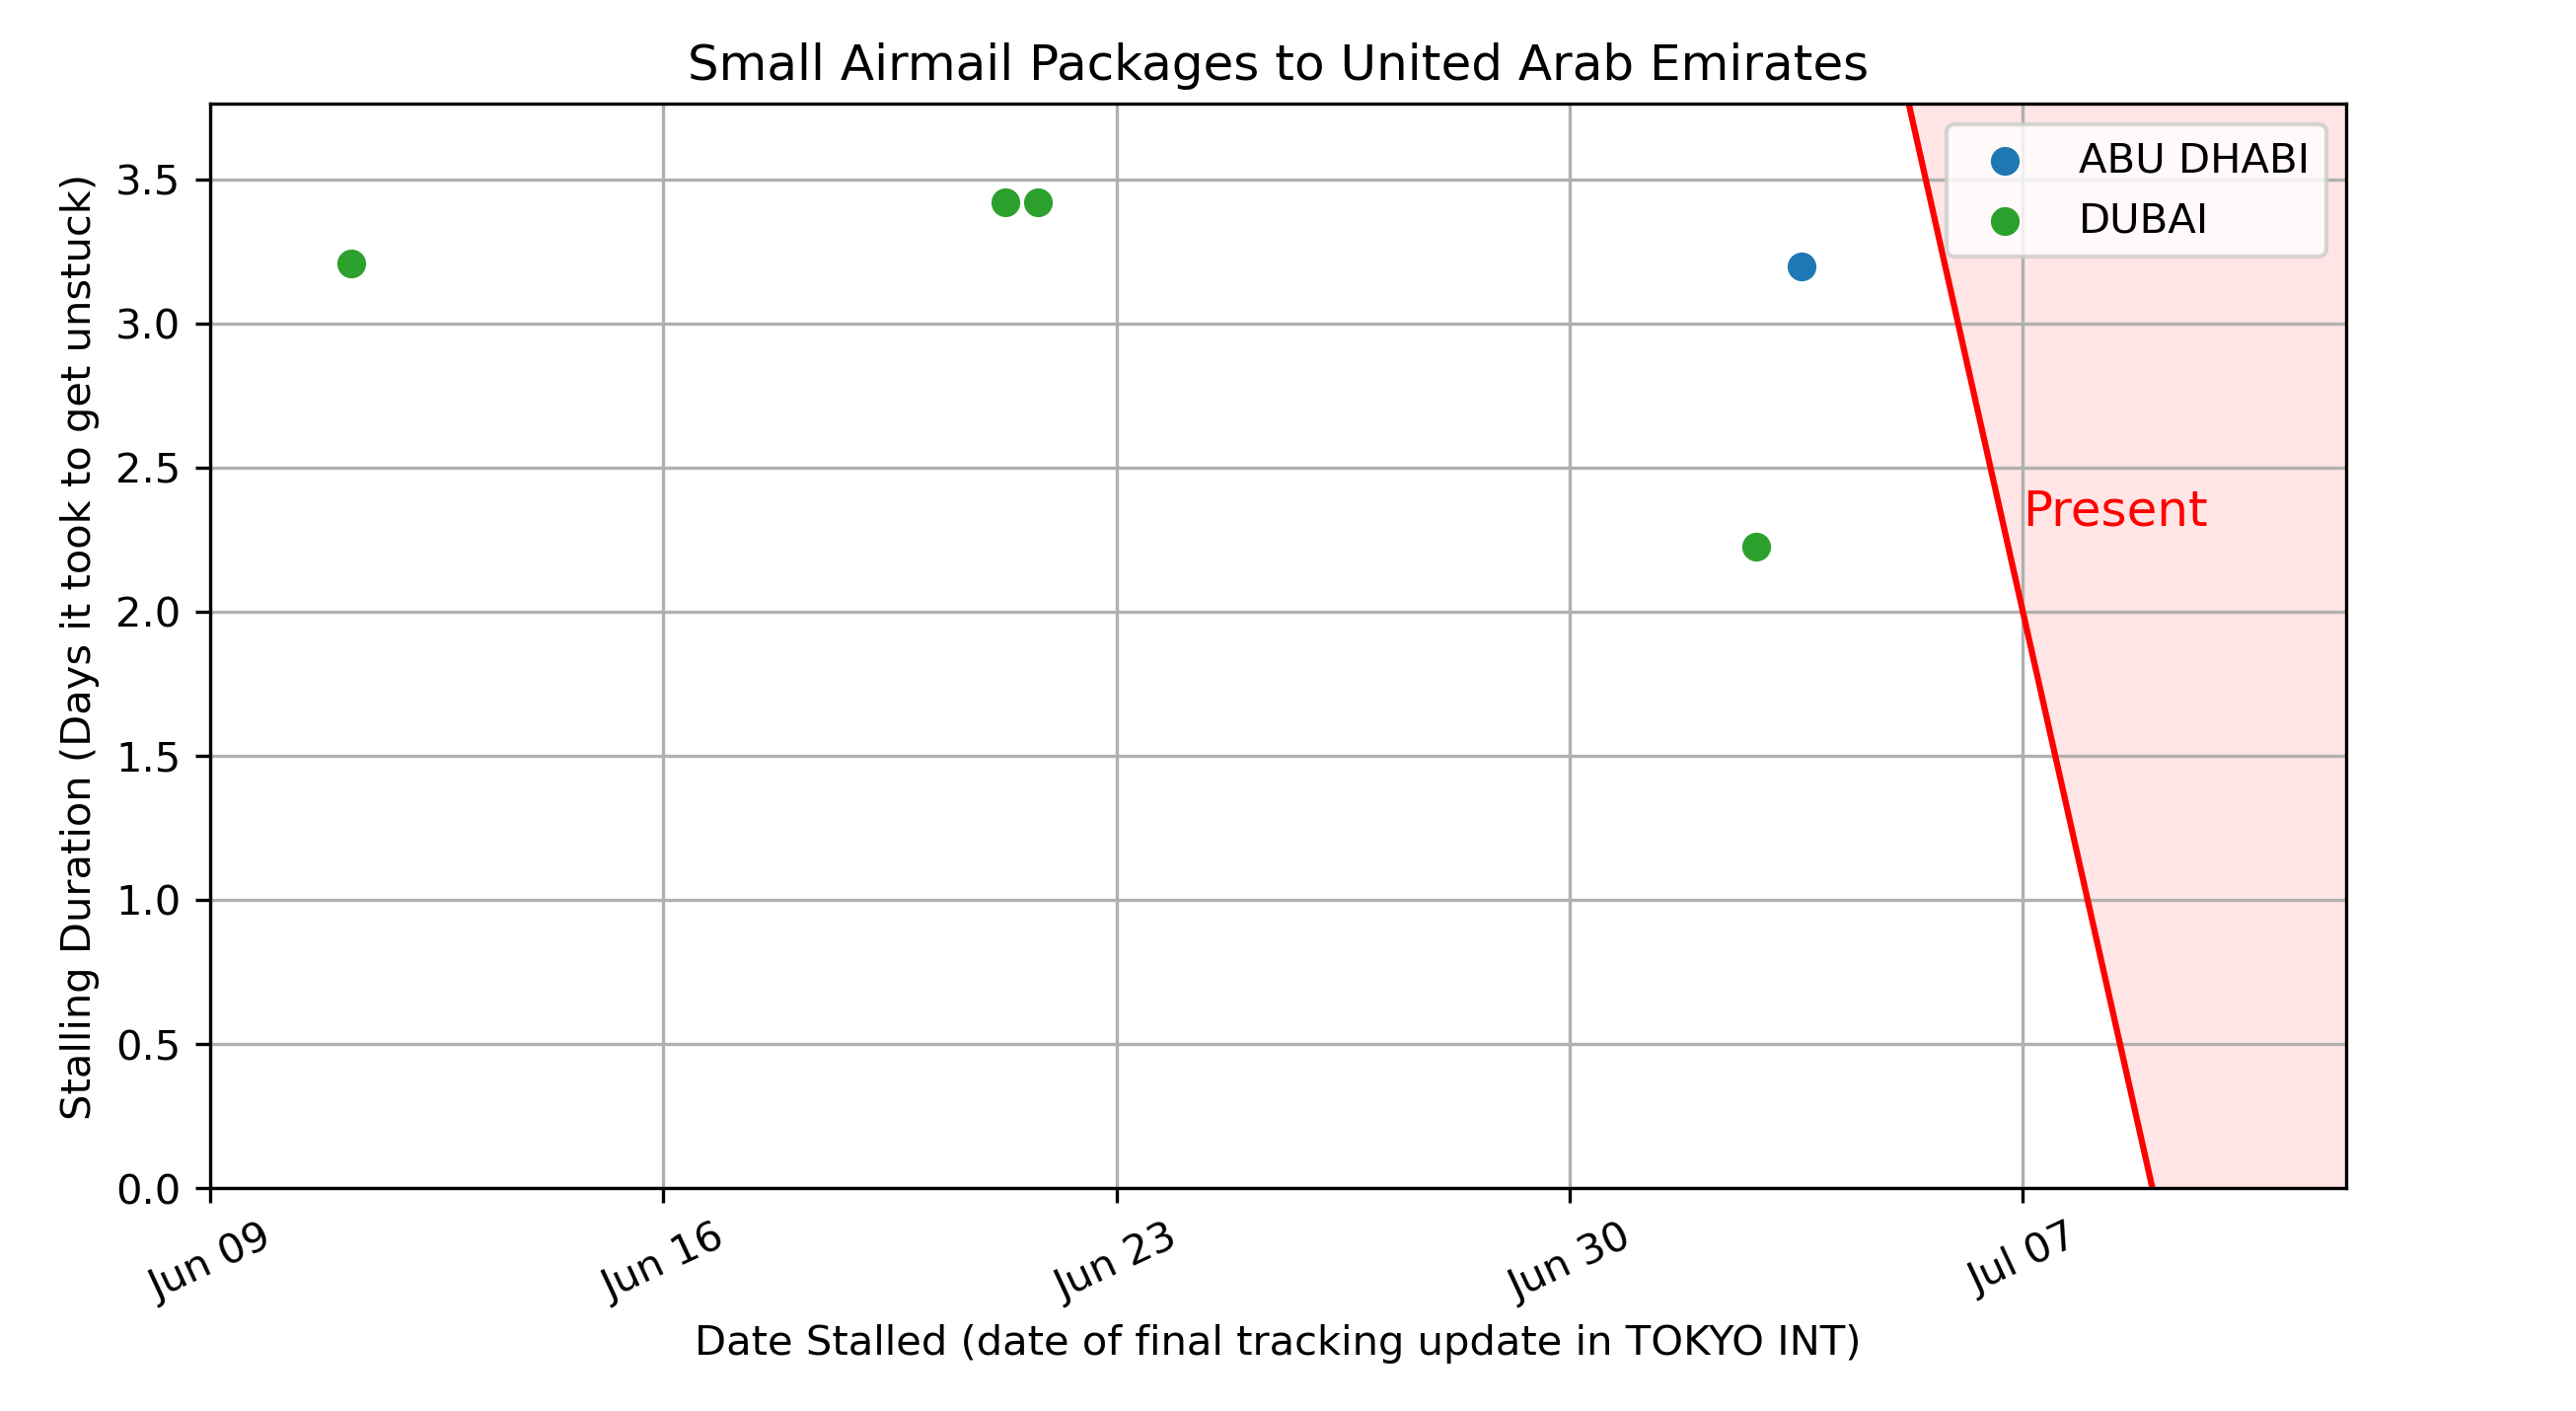 Small Airmail Packages to United Arab Emirates
ABU DHABI
DUBAI
Present
Stalling Duration (Days it took to get unstuck)
3.5
3.0
2.5
2.0
1.5
1.0
0.5
0.0
Jun 09
Jun 16
Jun 23
Jun 30
Jul 07
Date Stalled (date of final tracking update in TOKYO INT)